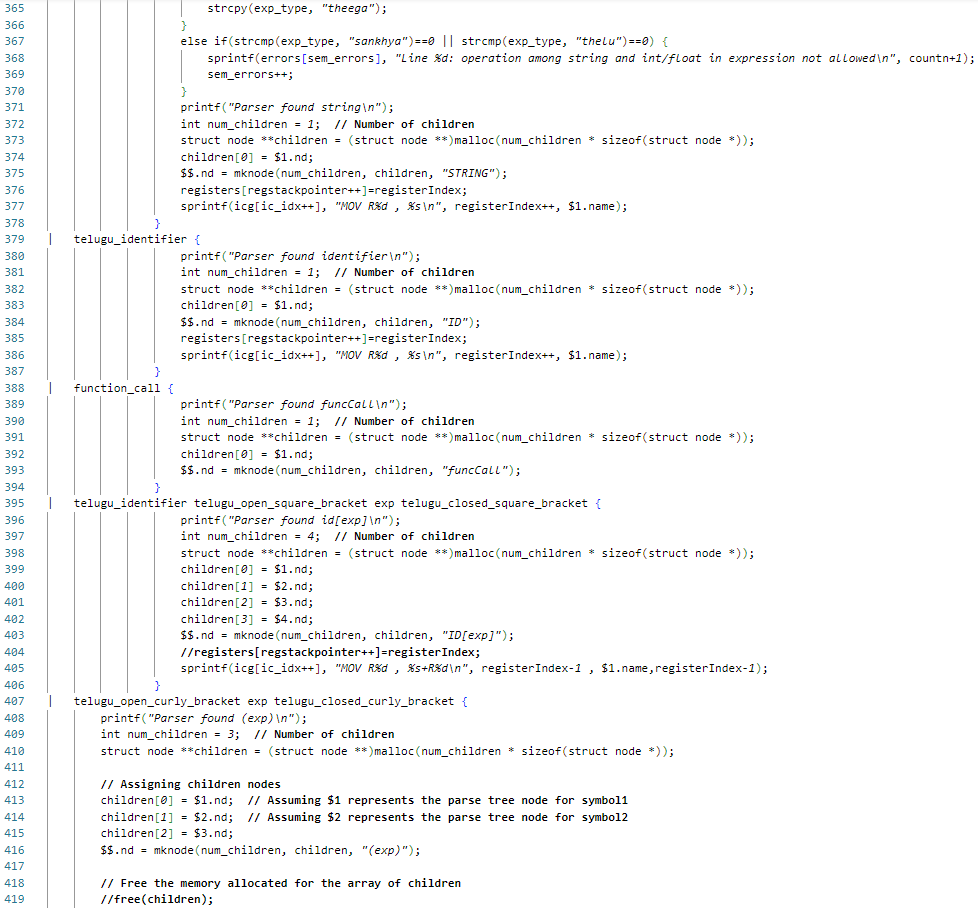 365 strcpy(exp_type, "theega");
366 }
367 else if(strcmp(exp_type, "sankhya")==0 || strcmp(exp_type, "thelu")==0) {
368 sprintf(errors[sem_errors], "Line %d: operation among string and int/float in expression not allowed\n", countn+1);
369 sem_errors++;
370 }
371 printf("Parser found string\n");
372 int num_children = 1; // Number of children
373 struct node **children = (struct node **)malloc(num_children * sizeof(struct node *));
374 children[0] = $1.nd;
375 $$.nd = mknode(num_children, children, "STRING");
376 registers[regstackpointer++]=registerIndex;
377 sprintf(icg[ic_idx++], "MOV R%d , %s\n", registerIndex++, $1.name);
378 }
379 | telugu_identifier {
380 printf("Parser found identifier\n");
381 int num_children = 1; // Number of children
382 struct node **children = (struct node **)malloc(num_children * sizeof(struct node *));
383 children[0] = $1.nd;
384 $$.nd = mknode(num_children, children, "ID");
385 registers[regstackpointer++]=registerIndex;
386 sprintf(icg[ic_idx++], "MOV R%d , %s\n", registerIndex++, $1.name);
387 }
388 | function_call {
389 printf("Parser found funcCall\n");
390 int num_children = 1; // Number of children
391 struct node **children = (struct node **)malloc(num_children * sizeof(struct node *));
392 children[0] = $1.nd;
393 $$.nd = mknode(num_children, children, "funcCall");
394 }
395 | telugu_identifier telugu_open_square_bracket exp telugu_closed_square_bracket {
396 printf("Parser found id[exp]\n");
397 int num_children = 4; // Number of children
398 struct node **children = (struct node **)malloc(num_children * sizeof(struct node *));
399 children[0] = $1.nd;
400 children[1] = $2.nd;
401 children[2] = $3.nd;
402 children[3] = $4.nd;
403 $$.nd = mknode(num_children, children, "ID[exp]");
404 //registers[regstackpointer++]=registerIndex;
405 sprintf(icg[ic_idx++], "MOV R%d , %s+R%d\n", registerIndex-1 , $1.name,registerIndex-1);
406 }
407 | telugu_open_curly_bracket exp telugu_closed_curly_bracket {
408 printf("Parser found (exp)\n");
409 int num_children = 3; // Number of children
410 struct node **children = (struct node **)malloc(num_children * sizeof(struct node *));
411
412 // Assigning children nodes
413 children[0] = $1.nd; // Assuming $1 represents the parse tree node for symbol1
414 children[1] = $2.nd; // Assuming $2 represents the parse tree node for symbol2
415 children[2] = $3.nd;
416 $$.nd = mknode(num_children, children, "(exp)");
417
418 // Free the memory allocated for the array of children
419 //free(children);